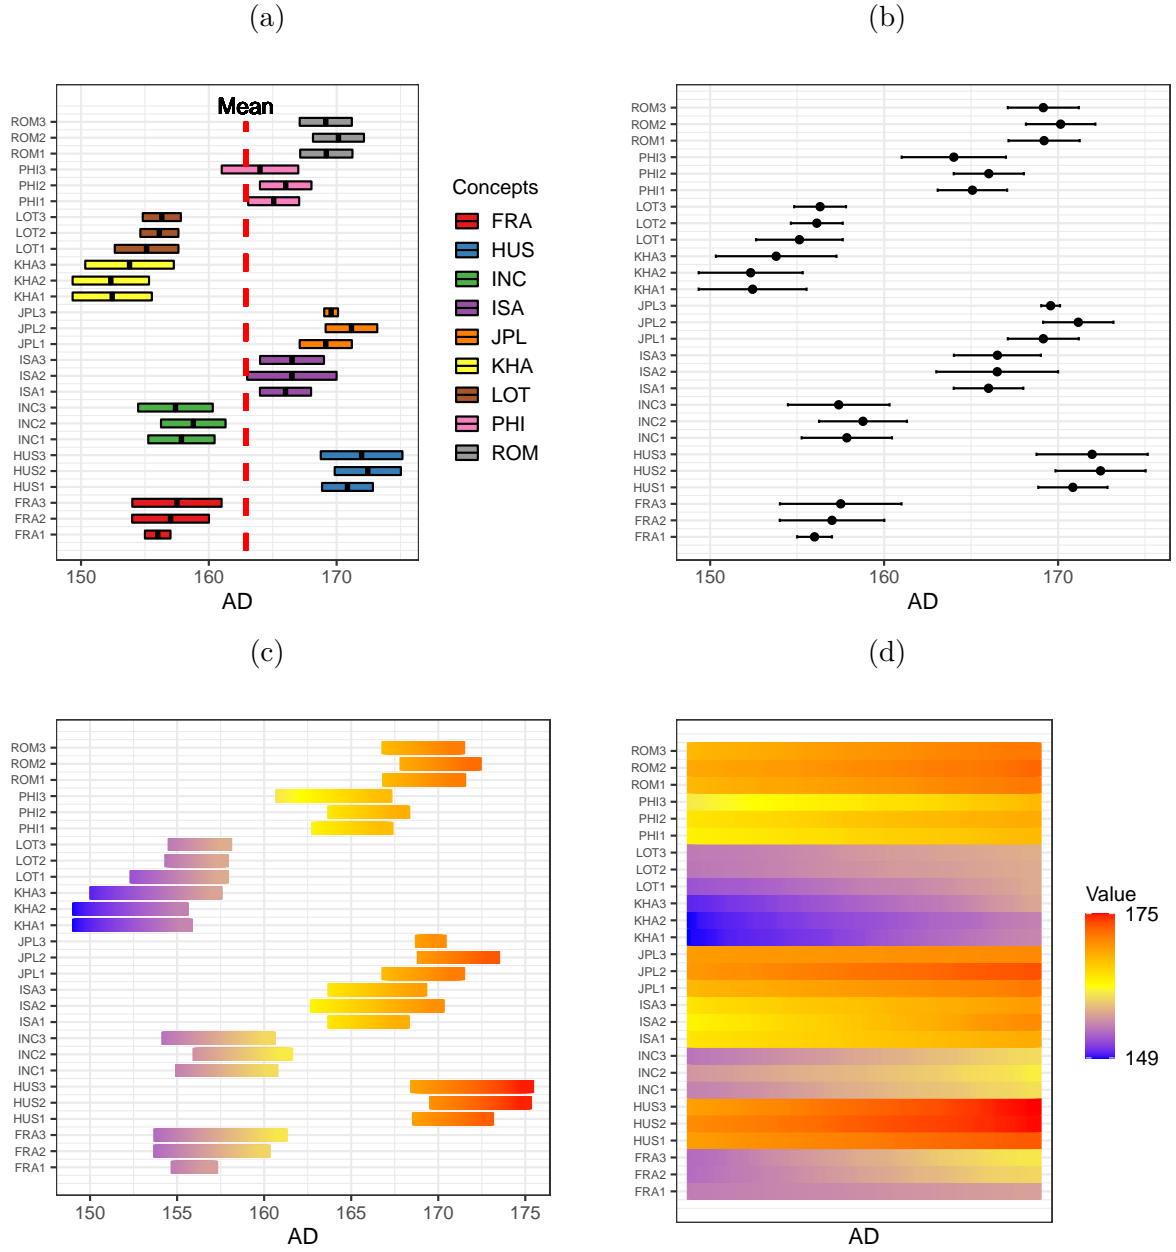 (a)
Mean
ROM3
ROM2
ROM1
PHI3
PHI2
PHI1
LOT3
LOT2
LOT1
KHA3
KHA2
KHA1
JPL3
JPL2
JPL1
ISA3
ISA2
ISA1
INC3
INC2
INC1
HUS3
HUS2
HUS1
FRA3
FRA2
FRA1
150 160 170
AD
Concepts
FRA
HUS
INC
ISA
JPL
KHA
LOT
PHI
ROM
(b)
ROM3
ROM2
ROM1
PHI3
PHI2
PHI1
LOT3
LOT2
LOT1
KHA3
KHA2
KHA1
JPL3
JPL2
JPL1
ISA3
ISA2
ISA1
INC3
INC2
INC1
HUS3
HUS2
HUS1
FRA3
FRA2
FRA1
150 160 170
AD
(c)
ROM3
ROM2
ROM1
PHI3
PHI2
PHI1
LOT3
LOT2
LOT1
KHA3
KHA2
KHA1
JPL3
JPL2
JPL1
ISA3
ISA2
ISA1
INC3
INC2
INC1
HUS3
HUS2
HUS1
FRA3
FRA2
FRA1
150 155 160 165 170 175
AD
(d)
ROM3
ROM2
ROM1
PHI3
PHI2
PHI1
LOT3
LOT2
LOT1
KHA3
KHA2
KHA1
JPL3
JPL2
JPL1
ISA3
ISA2
ISA1
INC3
INC2
INC1
HUS3
HUS2
HUS1
FRA3
FRA2
FRA1
AD
Value
175
149